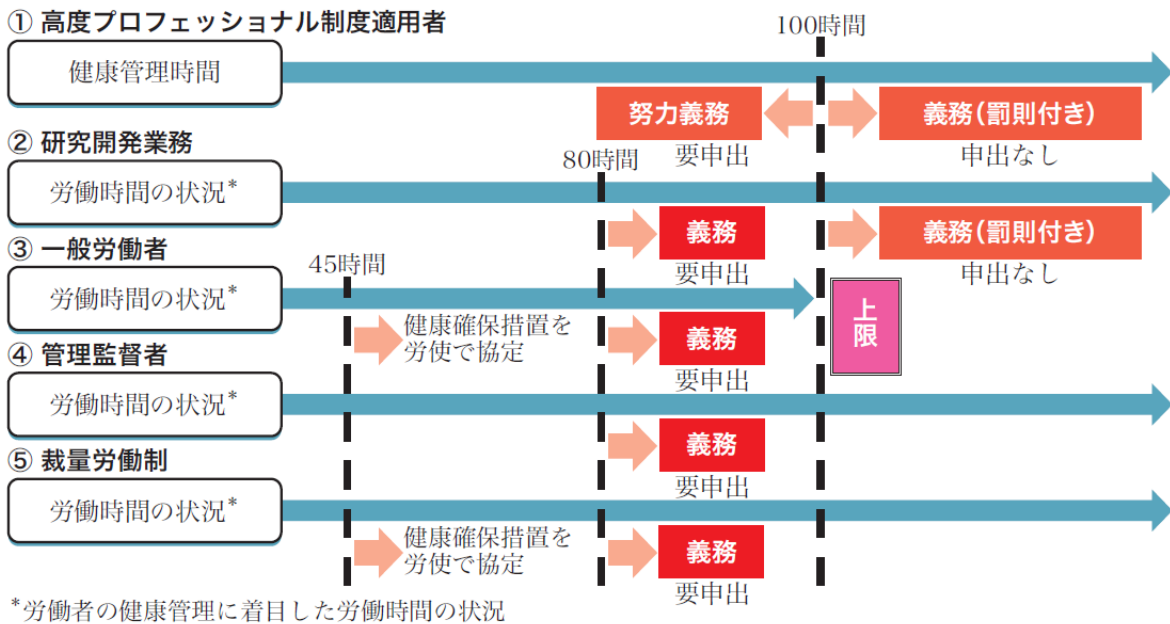 ① 高度プロフェッショナル制度適用者
100時間
健康管理時間
努力義務
義務(罰則付き)
要申出
申出なし
② 研究開発業務
80時間
労働時間の状況*
義務
義務(罰則付き)
要申出
申出なし
③ 一般労働者
45時間
労働時間の状況*
上限
健康確保措置を
労使で協定
義務
要申出
④ 管理監督者
労働時間の状況*
義務
要申出
⑤ 裁量労働制
労働時間の状況*
健康確保措置を
労使で協定
義務
要申出
*労働者の健康管理に着目した労働時間の状況